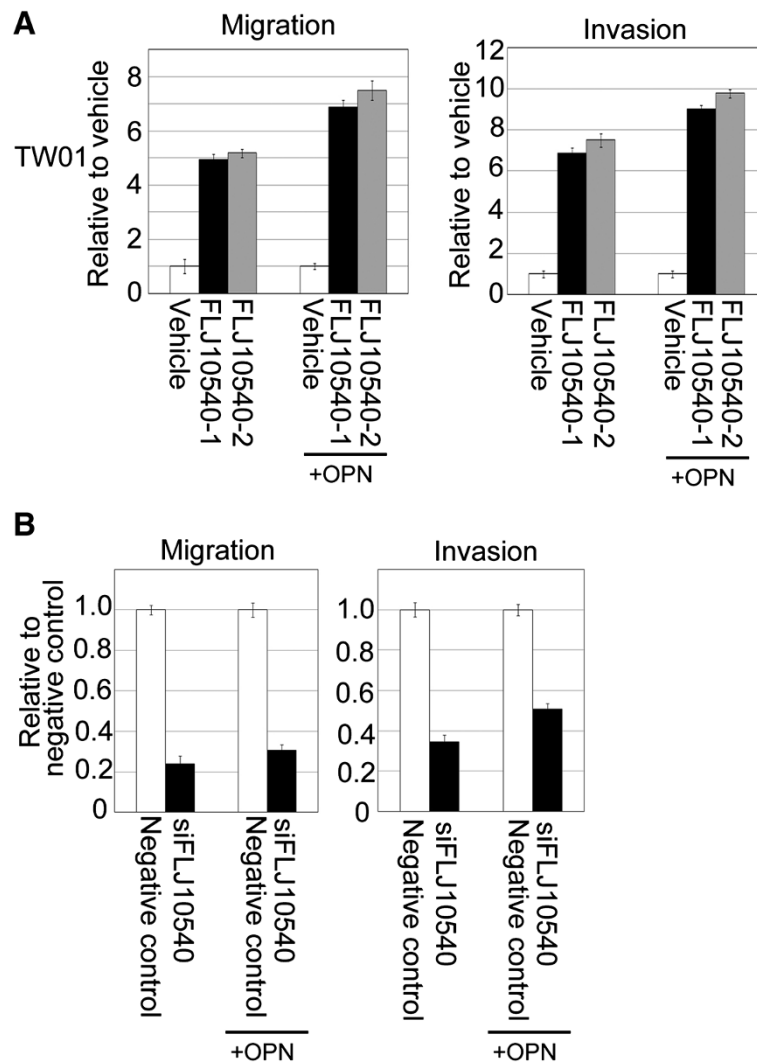 A
Migration
Invasion
TW01
Relative to vehicle
8
6
4
2
0
Vehicle
FLJ10540-1
FLJ10540-2
Vehicle
FLJ10540-1
FLJ10540-2
+OPN
Relative to vehicle
12
10
8
6
4
2
0
Vehicle
FLJ10540-1
FLJ10540-2
Vehicle
FLJ10540-1
FLJ10540-2
+OPN
B
Migration
Invasion
Relative to
negative control
1.0
0.8
0.6
0.4
0.2
0
Negative control
siFLJ10540
Negative control
siFLJ10540
+OPN
1.0
0.8
0.6
0.4
0.2
0
Negative control
siFLJ10540
Negative control
siFLJ10540
+OPN